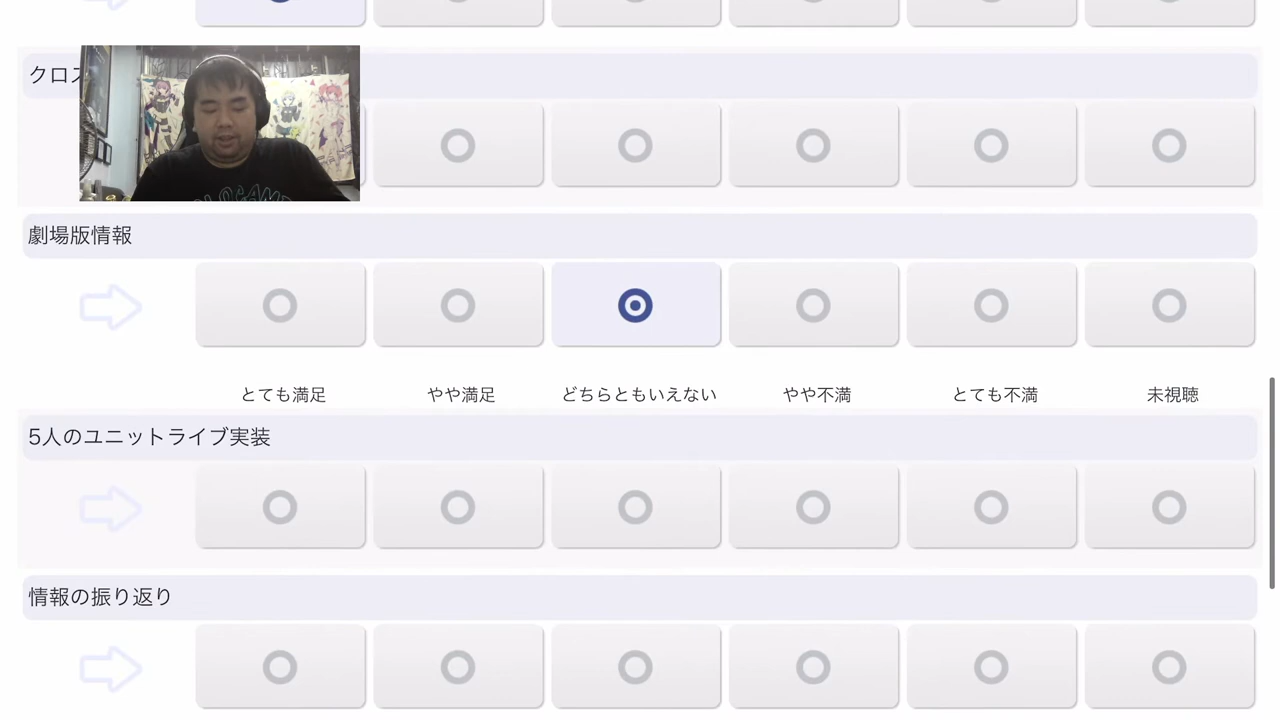 クロス
劇場版情報
とても満足 やや満足 どちらともいえない やや不満 とても不満 未視聴
5人のユニットライブ実装
情報の振り返り